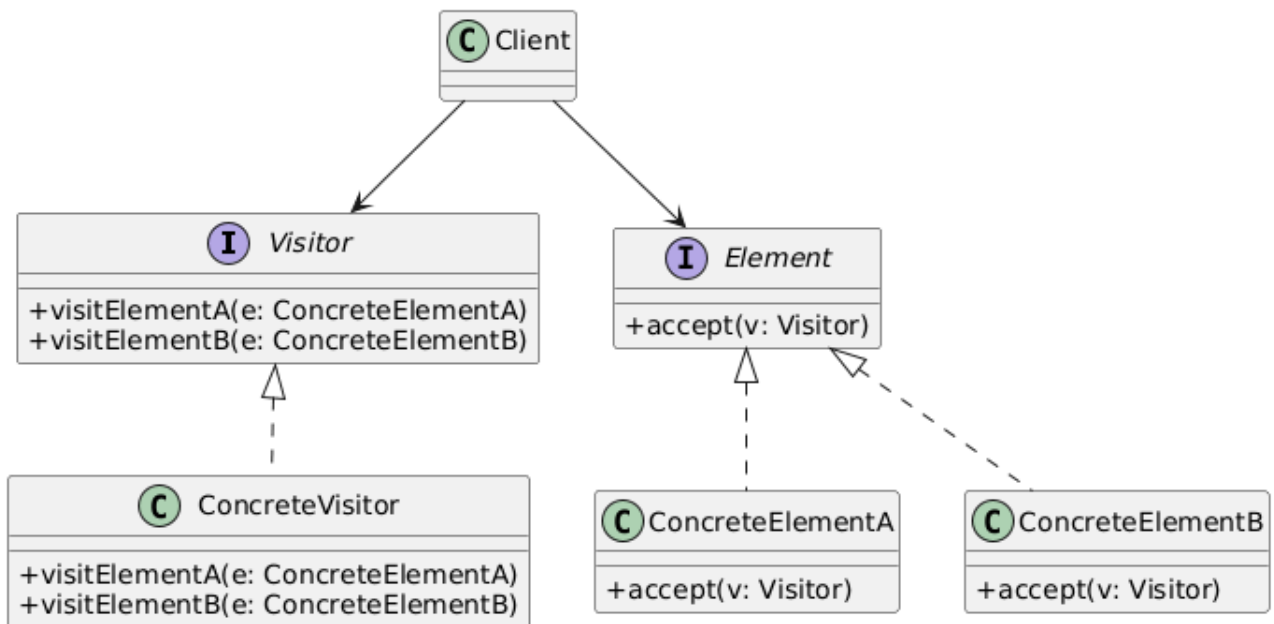 C Client
I Visitor
+visitElementA(e: ConcreteElementA)
+visitElementB(e: ConcreteElementB)
I Element
+accept(v: Visitor)
C ConcreteVisitor
+visitElementA(e: ConcreteElementA)
+visitElementB(e: ConcreteElementB)
C ConcreteElementA
+accept(v: Visitor)
C ConcreteElementB
+accept(v: Visitor)